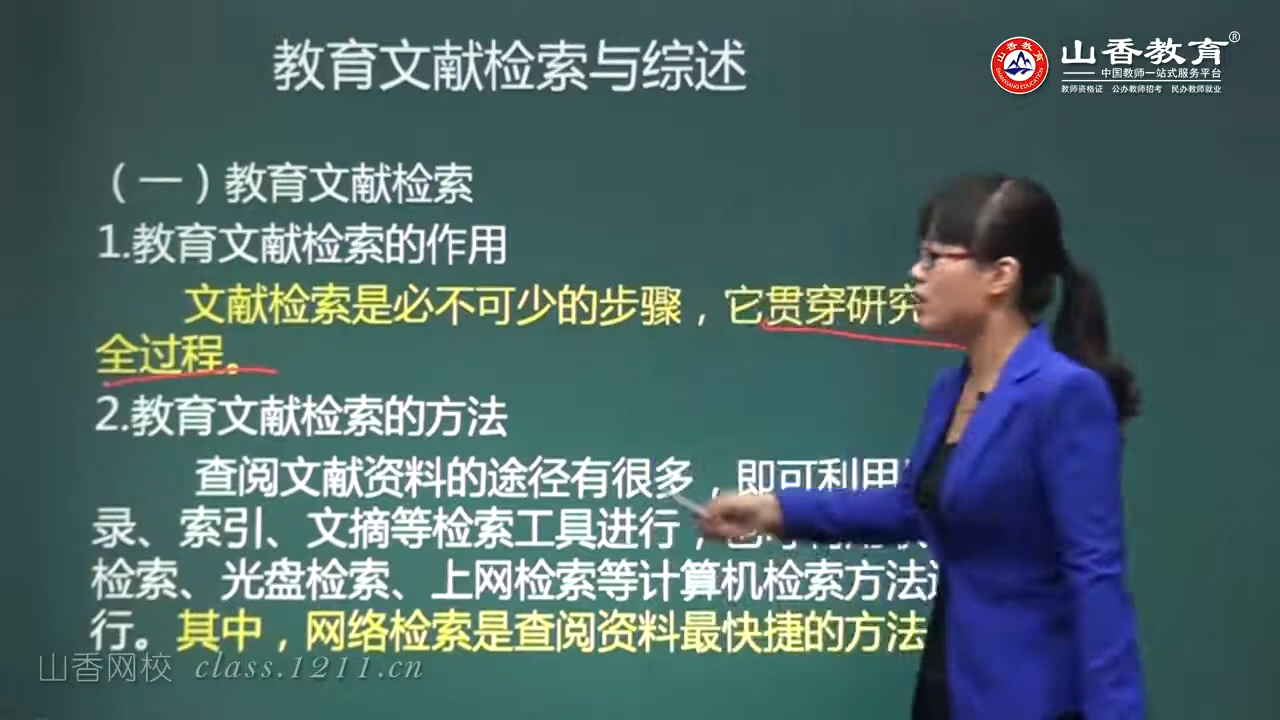 教育文献检索与综述
山香教育®
中国教师一站式服务平台
教师资格证 公办教师招考 民办教师就业
（一）教育文献检索
1.教育文献检索的作用
文献检索是必不可少的步骤，它贯穿研究
全过程。
2.教育文献检索的方法
查阅文献资料的途径有很多，即可利用
录、索引、文摘等检索工具进行，也可利用
检索、光盘检索、上网检索等计算机检索方法
行。其中，网络检索是查阅资料最快捷的方法
山香网校 class.1211.cn